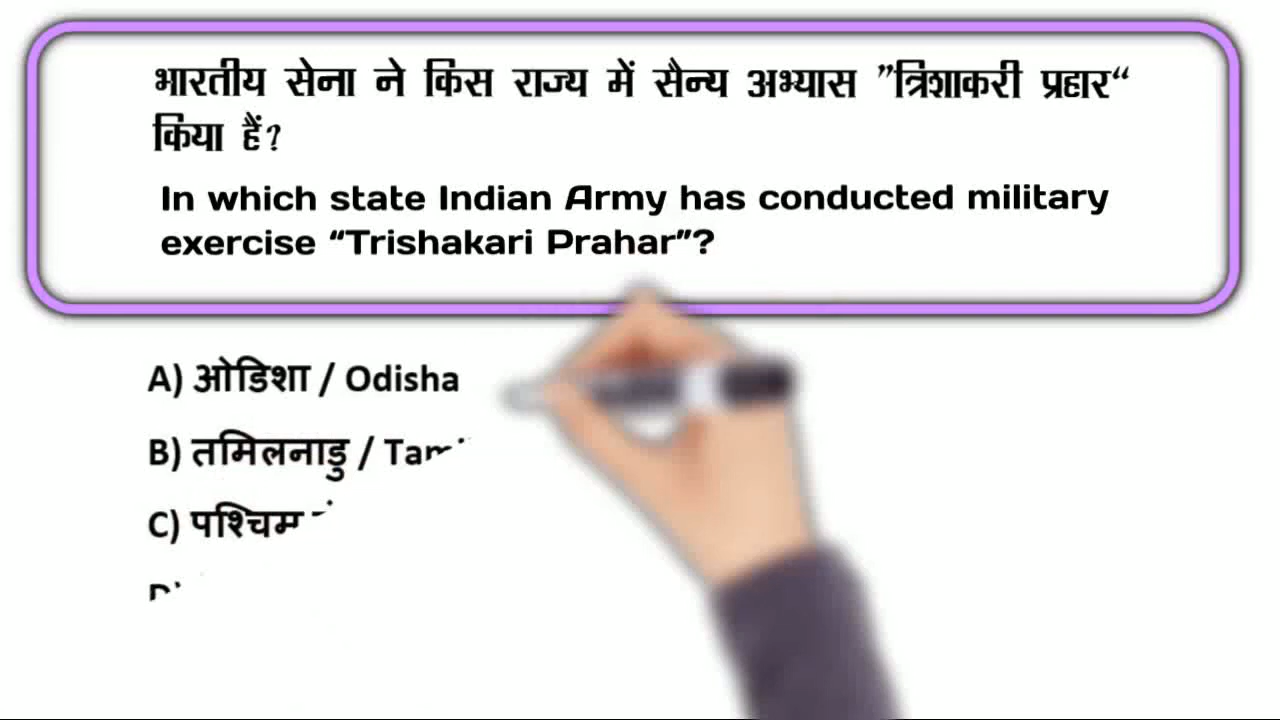 भारतीय सेना ने किस राज्य में सैन्य अभ्यास ”त्रिशाकरी प्रहार“
किया हैं?
In which state Indian Army has conducted military
exercise “Trishakari Prahar”?
A) ओडिशा / Odisha
B) तमिलनाडु /
C)